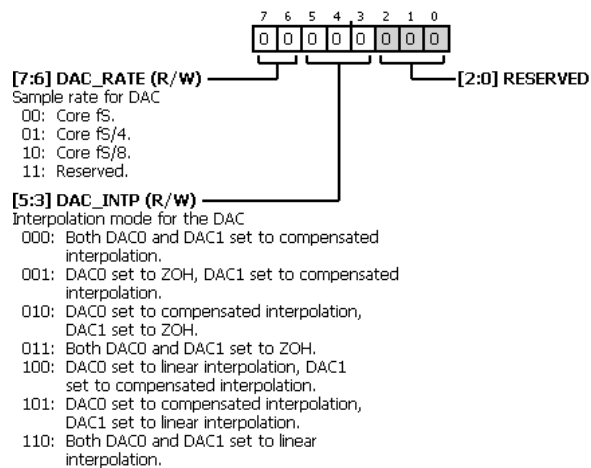 7 6 5 4 3 2 1 0
0 0 0 0 0 0 0 0
[7:6] DAC_RATE (R/W)
[2:0] RESERVED
Sample rate for DAC
00: Core fS.
01: Core fS/4.
10: Core fS/8.
11: Reserved.
[5:3] DAC_INTP (R/W)
Interpolation mode for the DAC
000: Both DAC0 and DAC1 set to compensated
interpolation.
001: DAC0 set to ZOH, DAC1 set to compensated
interpolation.
010: DAC0 set to compensated interpolation,
DAC1 set to ZOH.
011: Both DAC0 and DAC1 set to ZOH.
100: DAC0 set to linear interpolation, DAC1
set to compensated interpolation.
101: DAC0 set to compensated interpolation,
DAC1 set to linear interpolation.
110: Both DAC0 and DAC1 set to linear
interpolation.